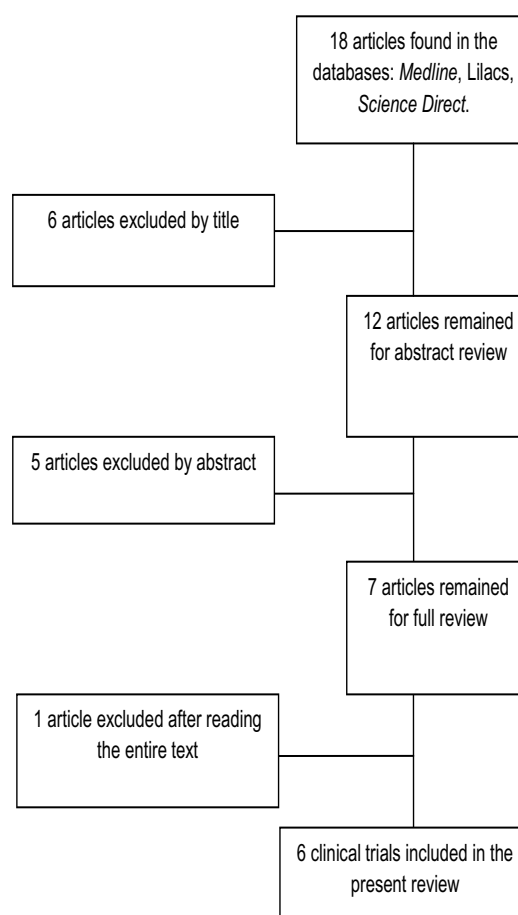 18 articles found in the
databases: Medline, Lilacs,
Science Direct.
6 articles excluded by title
12 articles remained
for abstract review
5 articles excluded by abstract
7 articles remained
for full review
1 article excluded after reading
the entire text
6 clinical trials included in the
present review